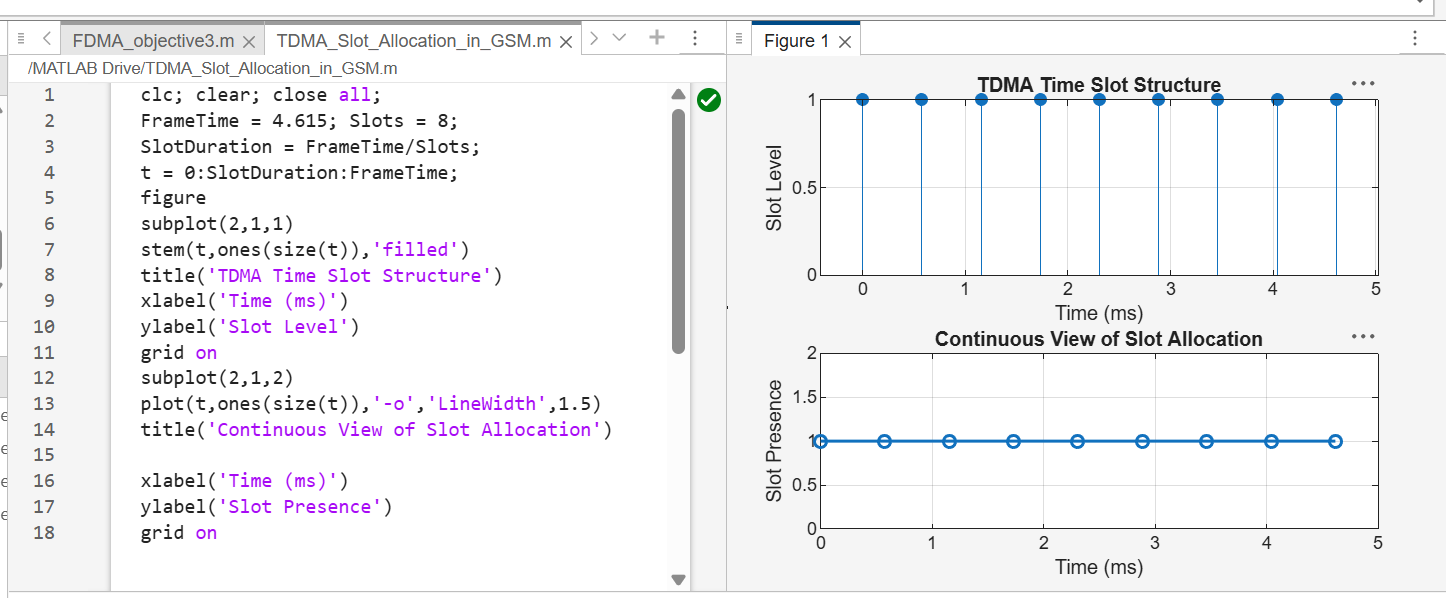 FDMA_objective3.m
TDMA_Slot_Allocation_in_GSM.m
Figure 1
/MATLAB Drive/TDMA_Slot_Allocation_in_GSM.m
1 clc; clear; close all;
2 FrameTime = 4.615; Slots = 8;
3 SlotDuration = FrameTime/Slots;
4 t = 0:SlotDuration:FrameTime;
5 figure
6 subplot(2,1,1)
7 stem(t,ones(size(t)),'filled')
8 title('TDMA Time Slot Structure')
9 xlabel('Time (ms)')
10 ylabel('Slot Level')
11 grid on
12 subplot(2,1,2)
13 plot(t,ones(size(t)),'-o','LineWidth',1.5)
14 title('Continuous View of Slot Allocation')
15
16 xlabel('Time (ms)')
17 ylabel('Slot Presence')
18 grid on
TDMA Time Slot Structure
Slot Level
1
0.5
0
0 1 2 3 4 5
Time (ms)
Continuous View of Slot Allocation
Slot Presence
2
1.5
1
0.5
0
0 1 2 3 4 5
Time (ms)